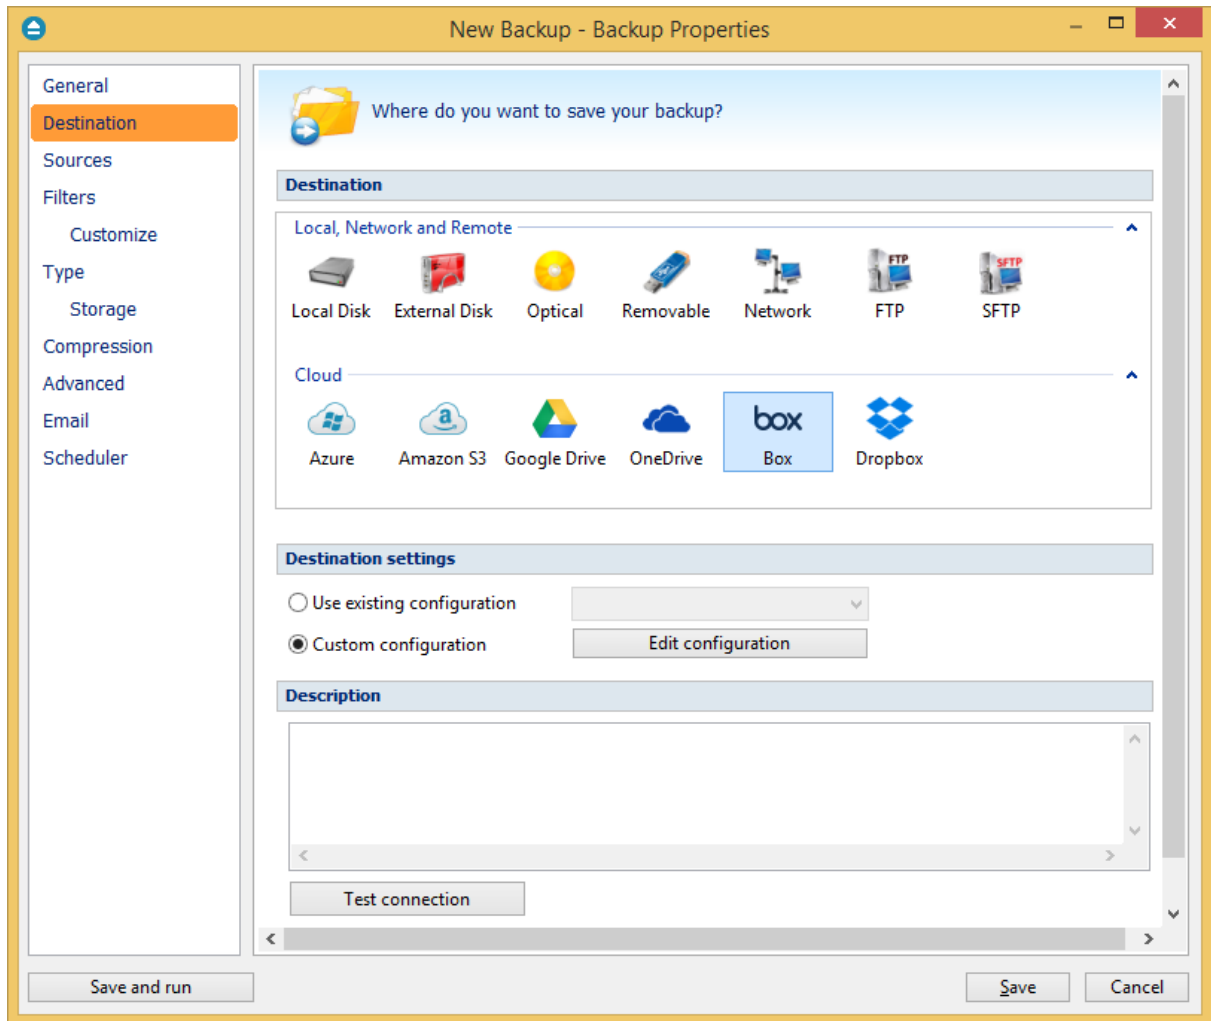 New Backup - Backup Properties
General
Destination
Sources
Filters
Customize
Type
Storage
Compression
Advanced
Email
Scheduler
Where do you want to save your backup?
Destination
Local, Network and Remote
FTP SFTP
Local Disk External Disk Optical Removable Network FTP SFTP
Cloud
a box
Azure Amazon S3 Google Drive OneDrive Box Dropbox
Destination settings
Use existing configuration
Custom configuration Edit configuration
Description
Test connection
Save and run Save Cancel